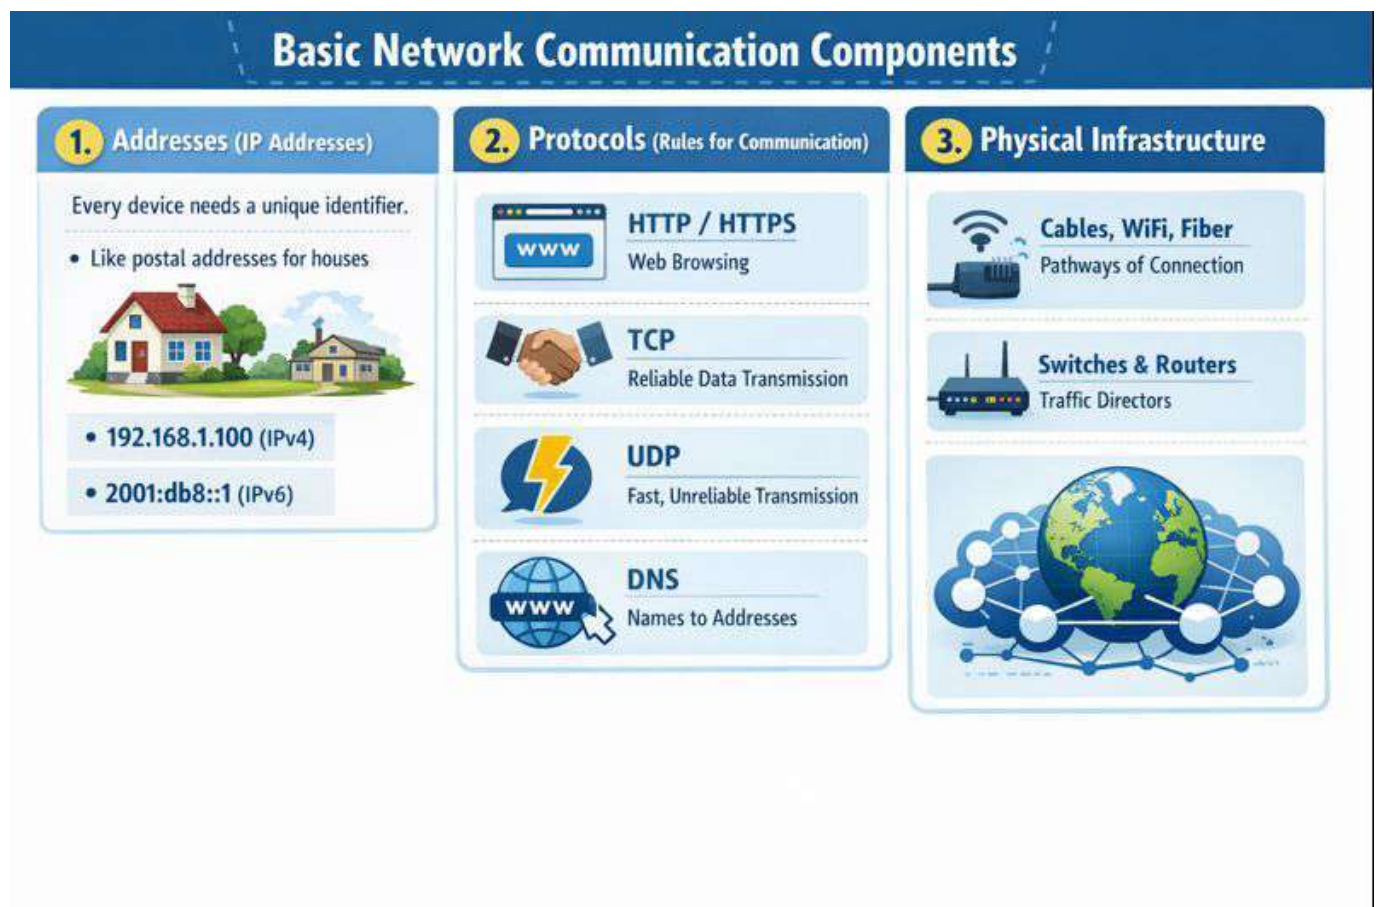 Basic Network Communication Components
1. Addresses (IP Addresses)
Every device needs a unique identifier.
• Like postal addresses for houses
• 192.168.1.100 (IPv4)
• 2001:db8::1 (IPv6)
2. Protocols (Rules for Communication)
www
HTTP / HTTPS
Web Browsing
TCP
Reliable Data Transmission
UDP
Fast, Unreliable Transmission
www
DNS
Names to Addresses
3. Physical Infrastructure
Cables, WiFi, Fiber
Pathways of Connection
Switches & Routers
Traffic Directors